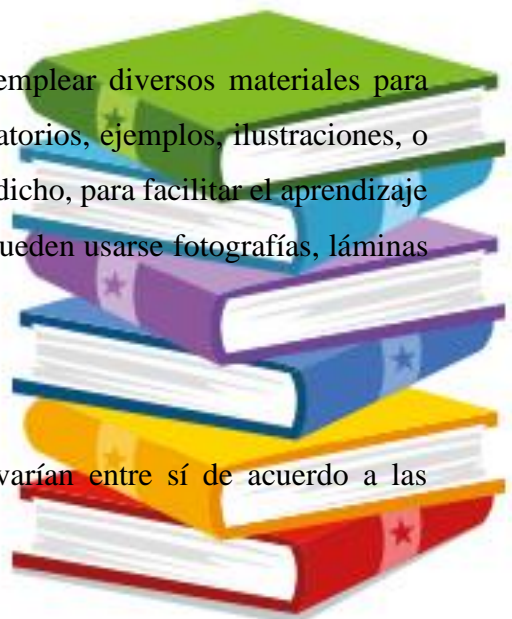 emplear diversos materiales para
atorios, ejemplos, ilustraciones, o
dicho, para facilitar el aprendizaje
pueden usarse fotografías, láminas
varían entre sí de acuerdo a las